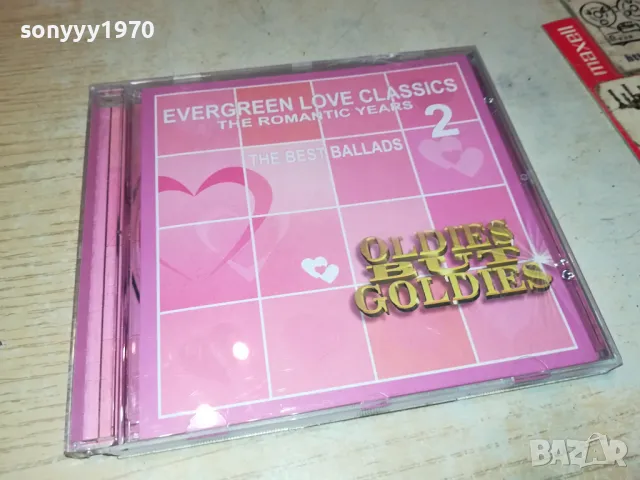 sonyyy1970
EVERGREEN LOVE CLASSICS
THE ROMANTIC YEARS
2
THE BEST BALLADS
OLDIES
BUT
GOLDIES
maxell
BAZAR